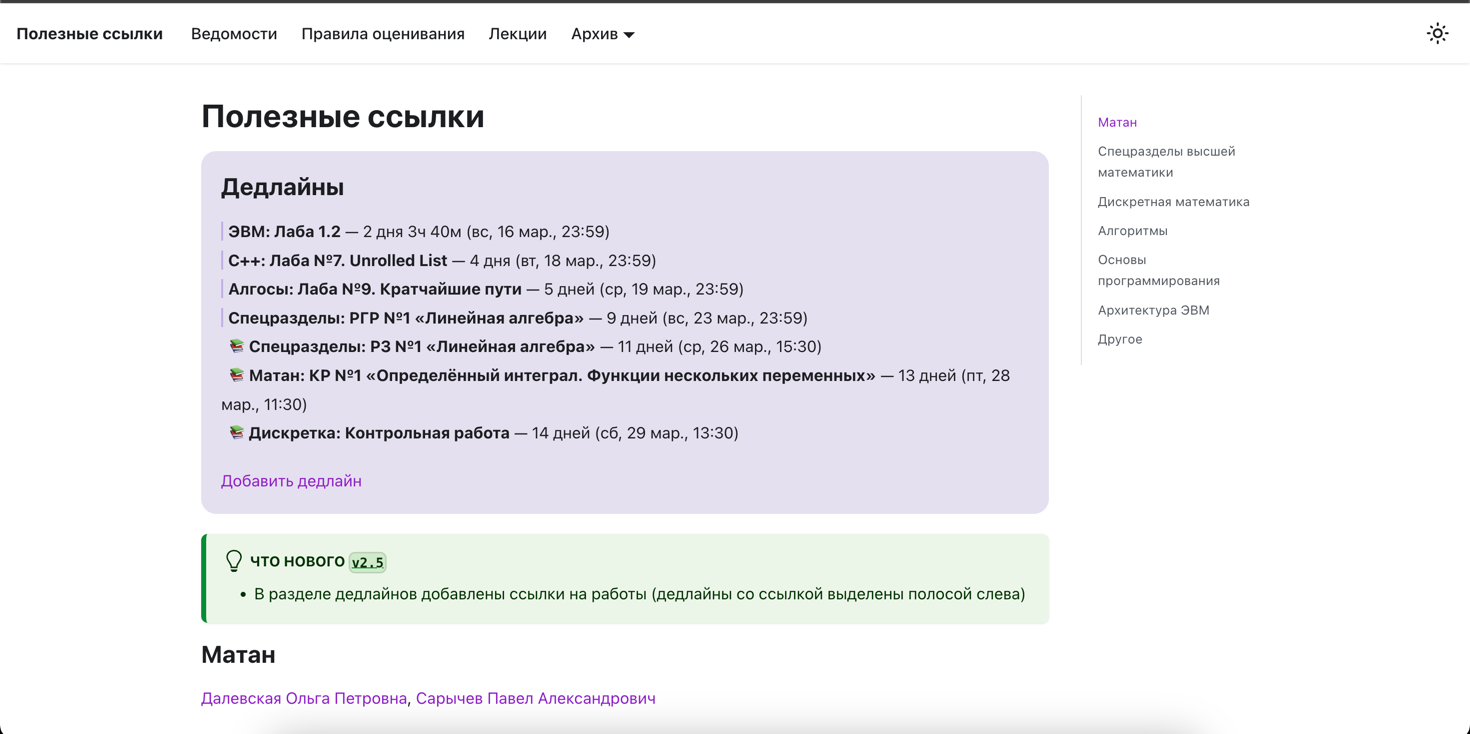 Полезные ссылки Ведомости Правила оценивания Лекции Архив
Полезные ссылки
Дедлайны
ЭВМ: Лаба 1.2 — 2 дня 3ч 40м (вс, 16 мар., 23:59)
C++: Лаба №7. Unrolled List — 4 дня (вт, 18 мар., 23:59)
Алгосы: Лаба №9. Кратчайшие пути — 5 дней (ср, 19 мар., 23:59)
Спецразделы: РГР №1 «Линейная алгебра» — 9 дней (вс, 23 мар., 23:59)
📚 Спецразделы: РЗ №1 «Линейная алгебра» — 11 дней (ср, 26 мар., 15:30)
📚 Матан: КР №1 «Определённый интеграл. Функции нескольких переменных» — 13 дней (пт, 28
мар., 11:30)
📚 Дискретка: Контрольная работа — 14 дней (сб, 29 мар., 13:30)
Добавить дедлайн
ЧТО НОВОГО v2.5
• В разделе дедлайнов добавлены ссылки на работы (дедлайны со ссылкой выделены полосой слева)
Матан
Далевская Ольга Петровна, Сарычев Павел Александрович
Матан
Спецразделы высшей
математики
Дискретная математика
Алгоритмы
Основы
программирования
Архитектура ЭВМ
Другое